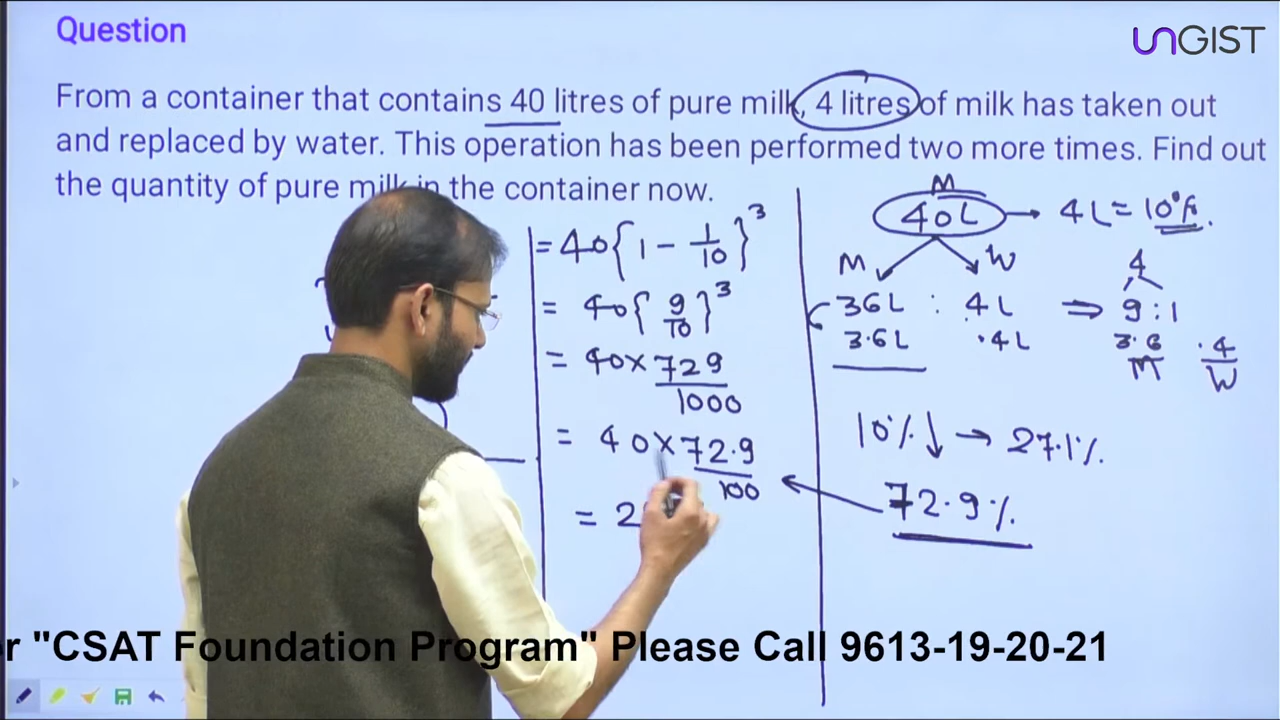 Question
UNGIST
From a container that contains 40 litres of pure milk, 4 litres of milk has taken out
and replaced by water. This operation has been performed two more times. Find out
the quantity of pure milk in the container now.
= 40{1 - 1/10}³
= 40{9/10}³
= 40 × 729/1000
= 40 × 72.9/100
= 2
M
40L → 4L = 10%.
M W
36L : 4L ⇒ 9:1
4
3.6L .4L
3.6/M .4/W
10%↓ → 27.1%.
72.9%.
"CSAT Foundation Program" Please Call 9613-19-20-21